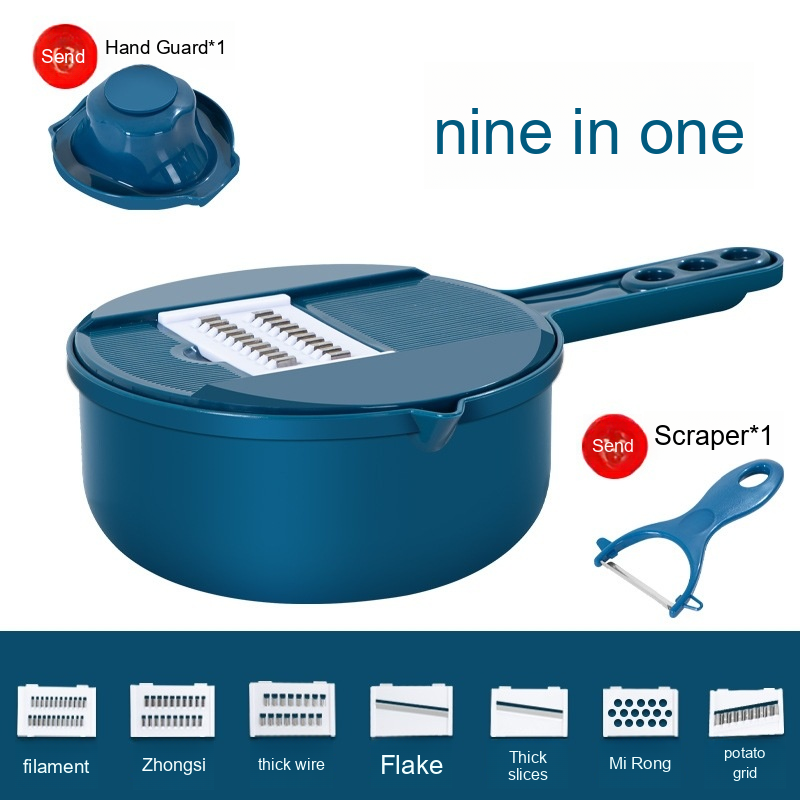 Send
Hand Guard*1
nine in one
Send
Scraper*1
filament
Zhongsi
thick wire
Flake
Thick
slices
Mi Rong
potato
grid